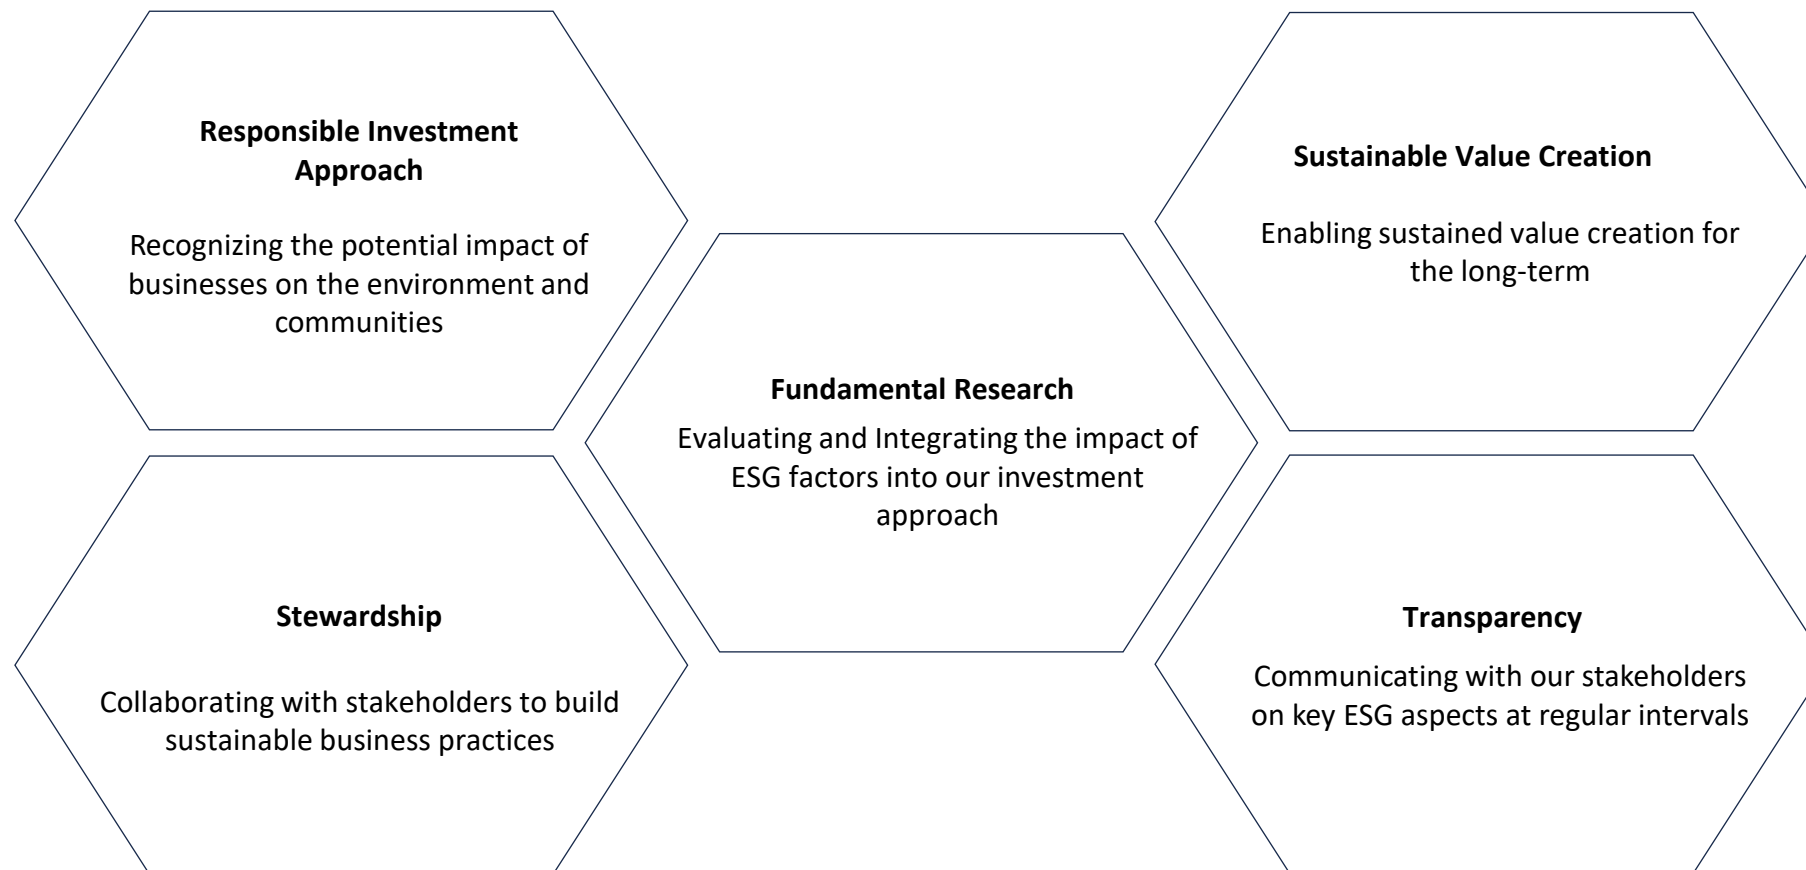 Responsible Investment
Approach
Recognizing the potential impact of
businesses on the environment and
communities
Stewardship
Collaborating with stakeholders to build
sustainable business practices
Fundamental Research
Evaluating and Integrating the impact of
ESG factors into our investment
approach
Sustainable Value Creation
Enabling sustained value creation for
the long-term
Transparency
Communicating with our stakeholders
on key ESG aspects at regular intervals